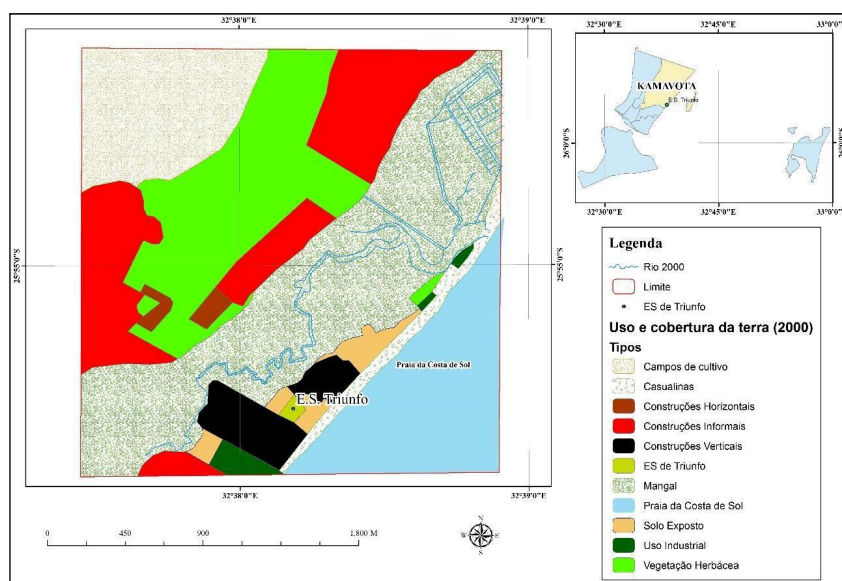 32°38'0"E
32°39'0"E
25°55'0"S
25°55'0"S
Praia da Costa de Sol
E.S. Triunfo
32°38'0"E
32°39'0"E
0 450 900 1,800 M
N
W E
S
32°30'0"E
32°45'0"E
33°0'0"E
KAMAVOTA
E.S. Triunfo
26°0'0"S
26°0'0"S
32°30'0"E
32°45'0"E
33°0'0"E
Legenda
Rio 2000
Limite
ES de Triunfo
Uso e cobertura da terra (2000)
Tipos
Campos de cultivo
Casualinas
Construções Horizontais
Construções Informais
Construções Verticais
ES de Triunfo
Mangal
Praia da Costa de Sol
Solo Exposto
Uso Industrial
Vegetação Herbácea